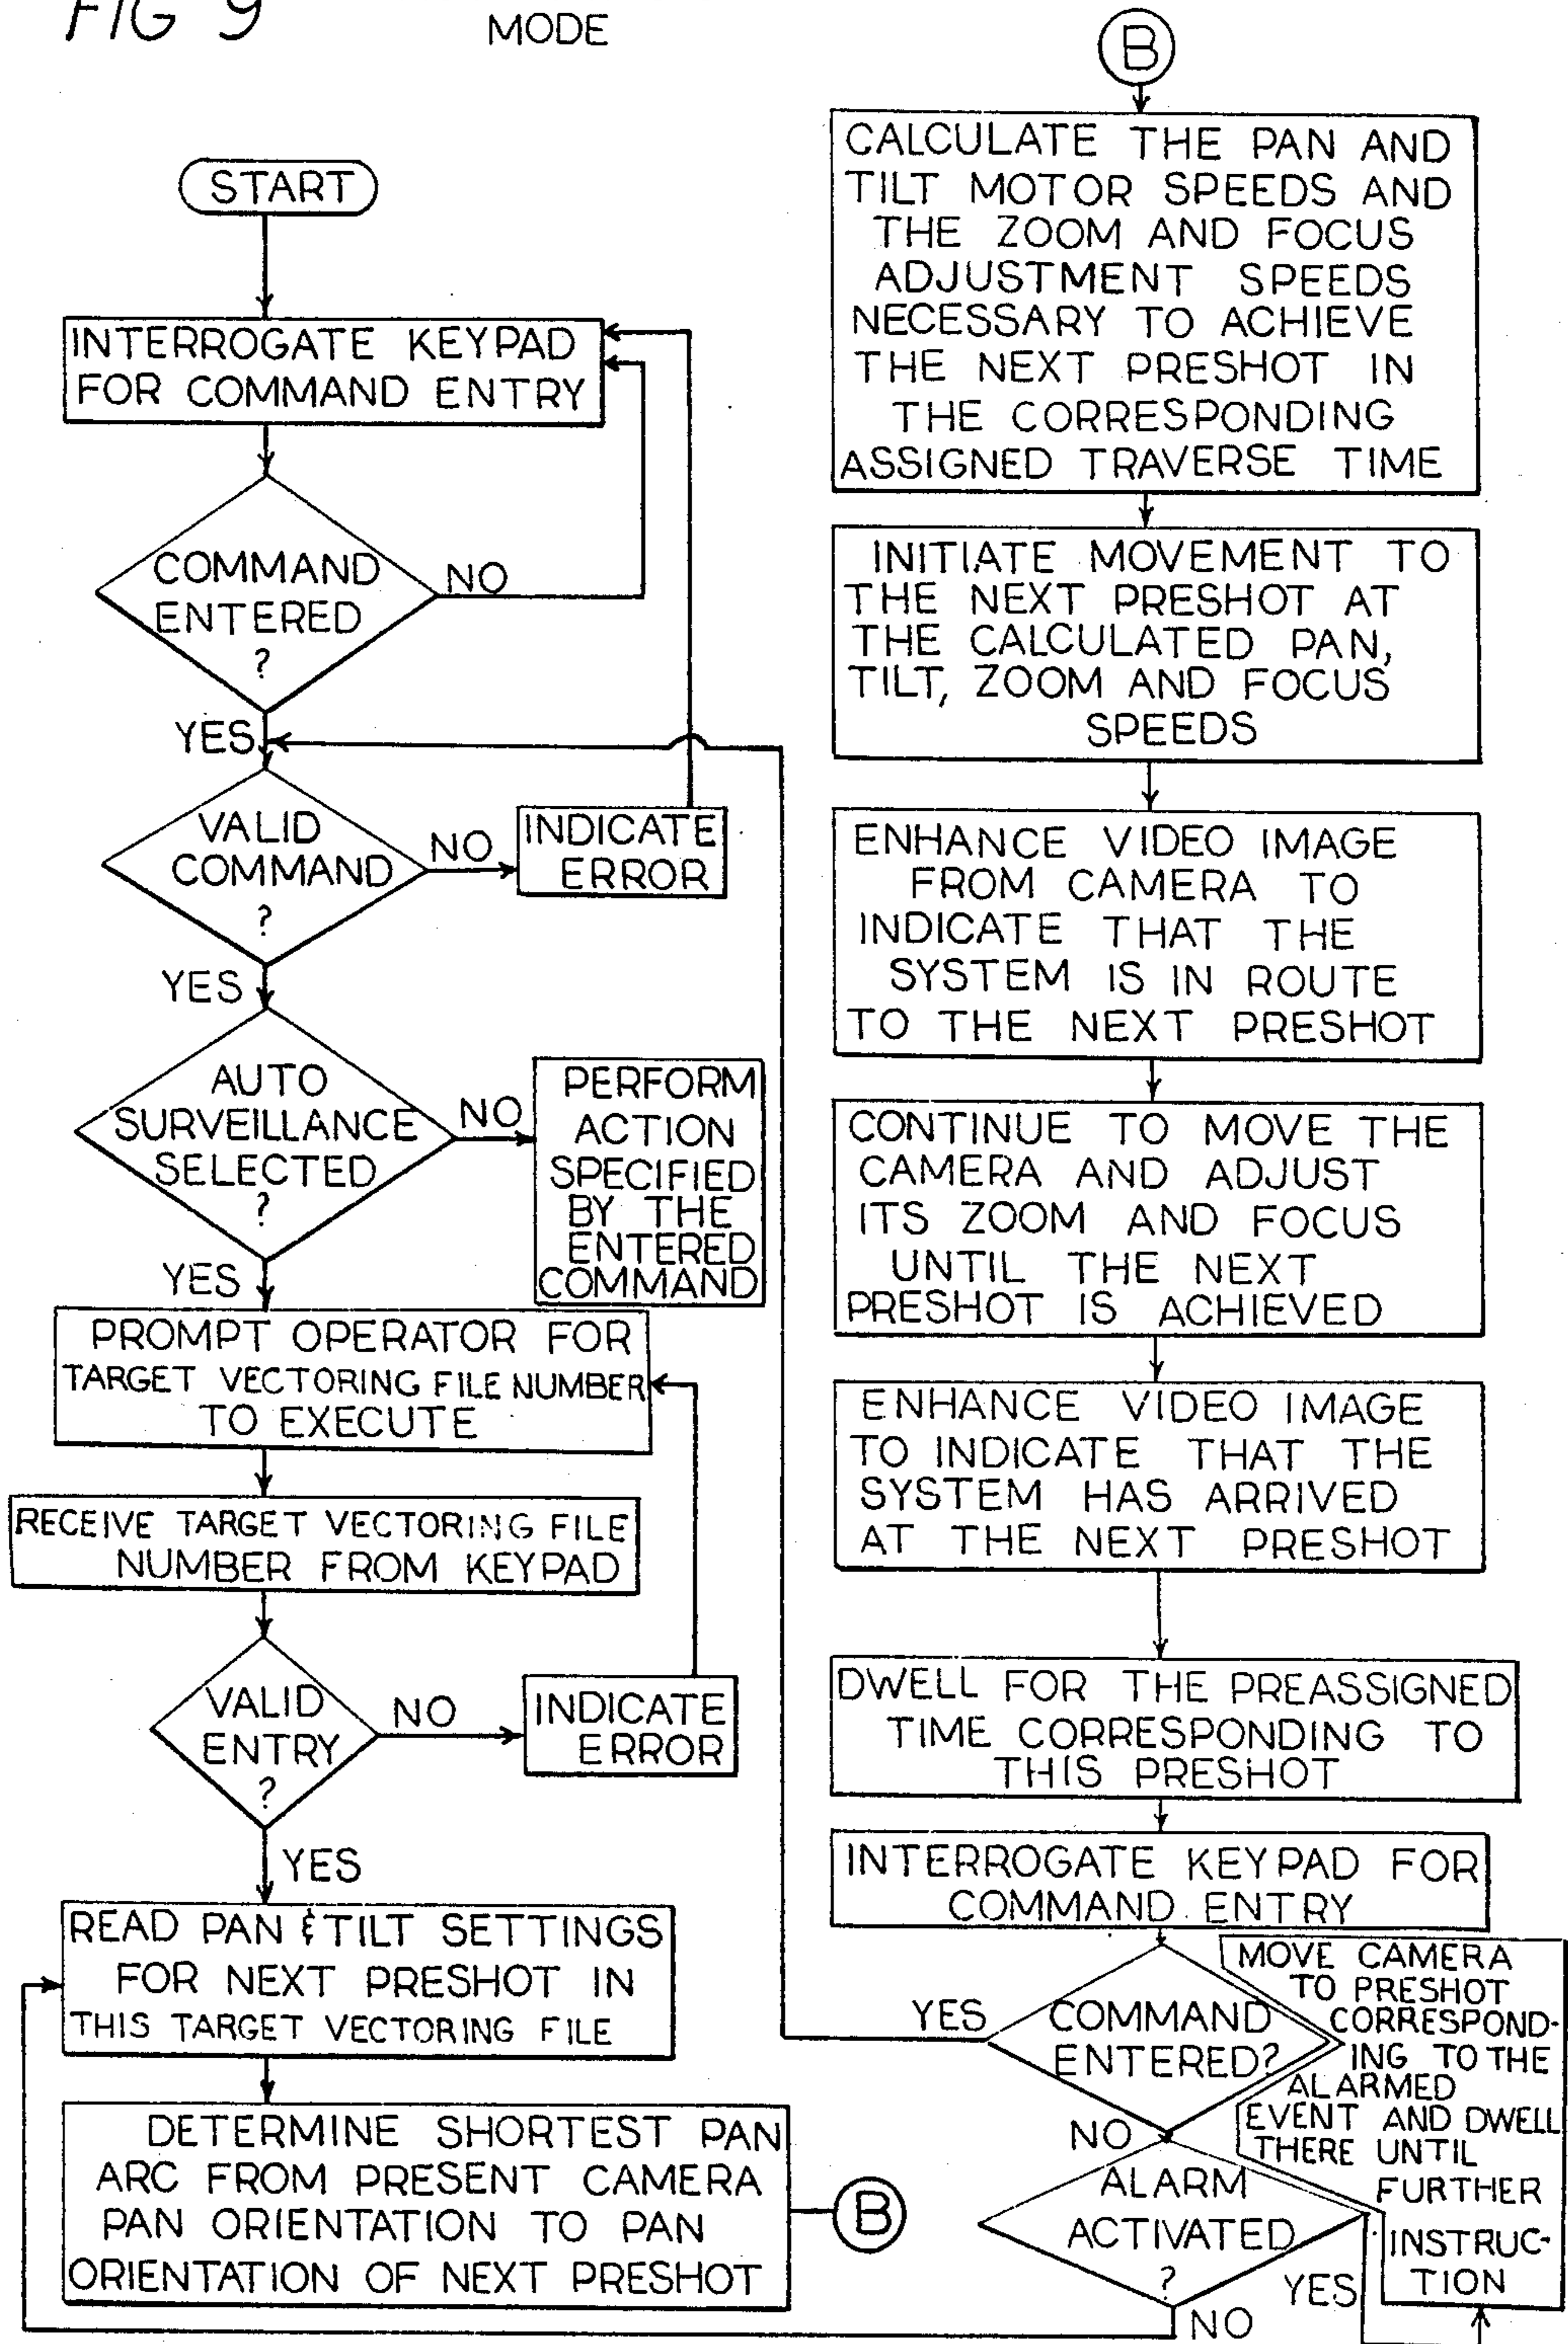 FIG 9
MODE
START
INTERROGATE KEYPAD
FOR COMMAND ENTRY
COMMAND
ENTERED
?
NO
YES
VALID
COMMAND
?
NO
INDICATE
ERROR
YES
AUTO
SURVEILLANCE
SELECTED
?
NO
PERFORM
ACTION
SPECIFIED
BY THE
ENTERED
COMMAND
YES
PROMPT OPERATOR FOR
TARGET VECTORING FILE NUMBER
TO EXECUTE
RECEIVE TARGET VECTORING FILE
NUMBER FROM KEYPAD
VALID
ENTRY
?
NO
INDICATE
ERROR
YES
READ PAN & TILT SETTINGS
FOR NEXT PRESHOT IN
THIS TARGET VECTORING FILE
DETERMINE SHORTEST PAN
ARC FROM PRESENT CAMERA
PAN ORIENTATION TO PAN
ORIENTATION OF NEXT PRESHOT
B
B
CALCULATE THE PAN AND
TILT MOTOR SPEEDS AND
THE ZOOM AND FOCUS
ADJUSTMENT SPEEDS
NECESSARY TO ACHIEVE
THE NEXT PRESHOT IN
THE CORRESPONDING
ASSIGNED TRAVERSE TIME
INITIATE MOVEMENT TO
THE NEXT PRESHOT AT
THE CALCULATED PAN,
TILT, ZOOM AND FOCUS
SPEEDS
ENHANCE VIDEO IMAGE
FROM CAMERA TO
INDICATE THAT THE
SYSTEM IS IN ROUTE
TO THE NEXT PRESHOT
CONTINUE TO MOVE THE
CAMERA AND ADJUST
ITS ZOOM AND FOCUS
UNTIL THE NEXT
PRESHOT IS ACHIEVED
ENHANCE VIDEO IMAGE
TO INDICATE THAT THE
SYSTEM HAS ARRIVED
AT THE NEXT PRESHOT
DWELL FOR THE PREASSIGNED
TIME CORRESPONDING TO
THIS PRESHOT
INTERROGATE KEYPAD FOR
COMMAND ENTRY
COMMAND
ENTERED?
YES
NO
ALARM
ACTIVATED
?
YES
NO
MOVE CAMERA
TO PRESHOT
CORRESPOND-
ING TO THE
ALARMED
EVENT AND DWELL
THERE UNTIL
FURTHER
INSTRUC-
TION